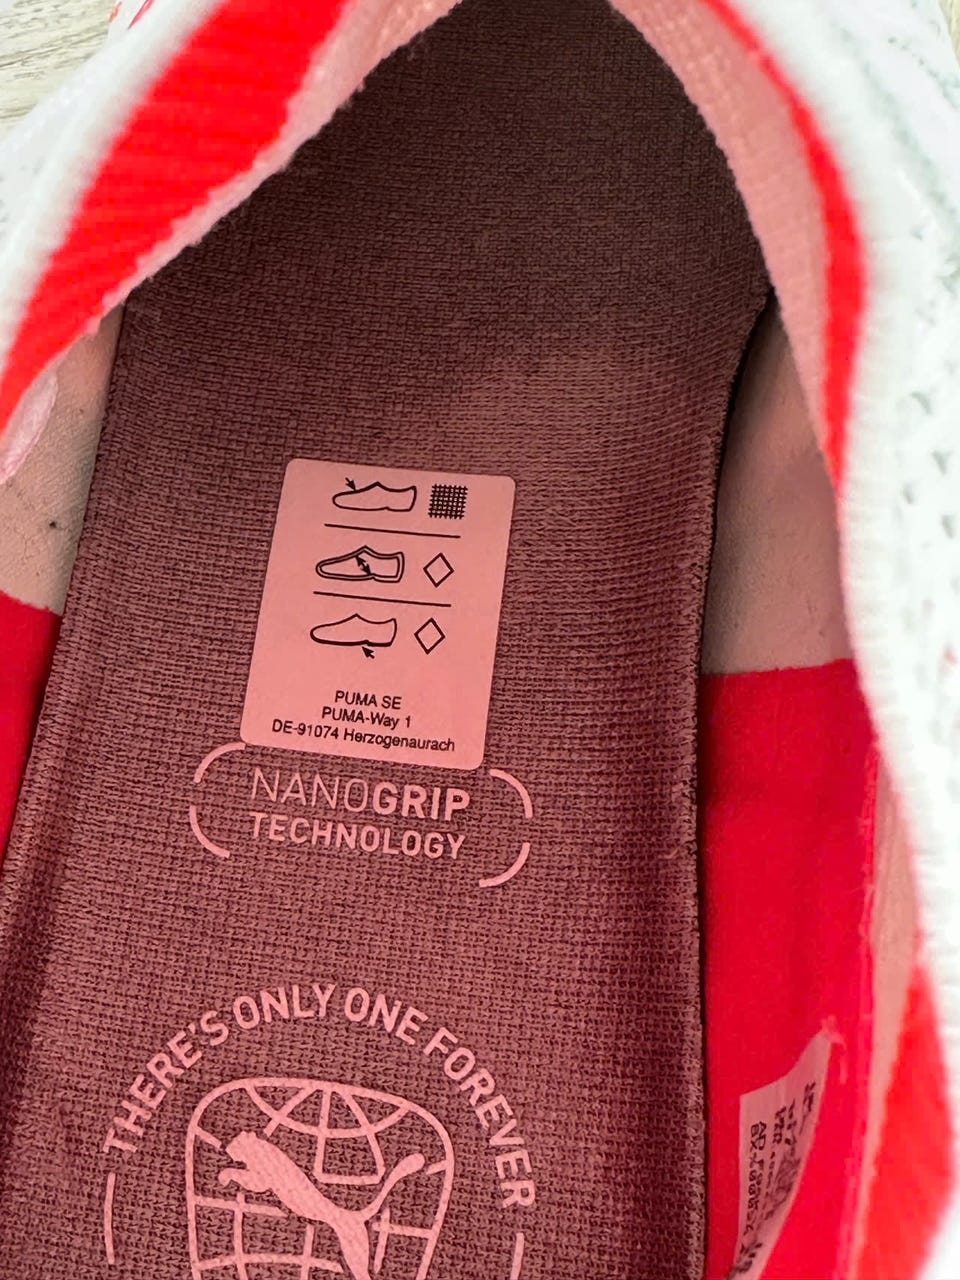 PUMA SE
PUMA-Way 1
DE-91074 Herzogenaurach
NANOGRIP
TECHNOLOGY
THERE'S ONLY ONE FOREVER